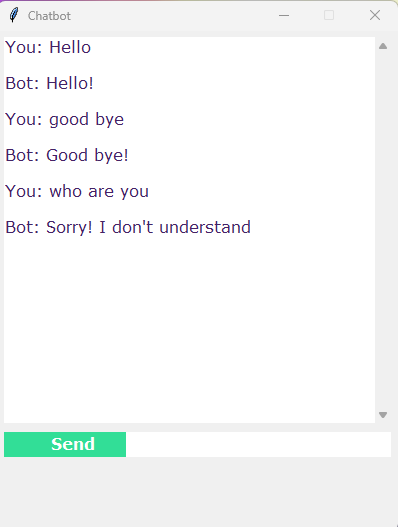 Chatbot
You: Hello
Bot: Hello!
You: good bye
Bot: Good bye!
You: who are you
Bot: Sorry! I don't understand
Send